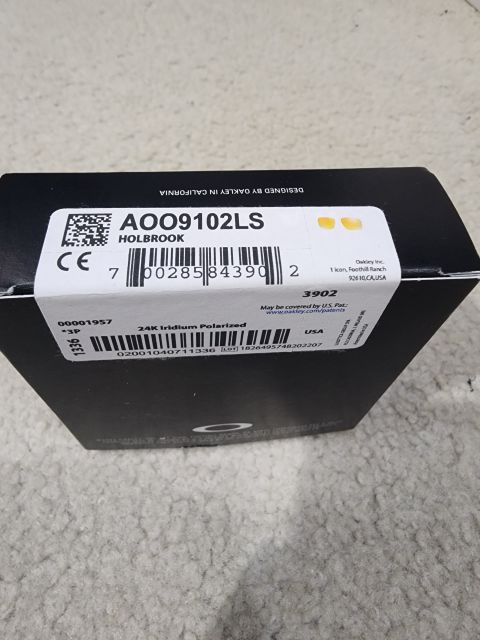 DESIGNED BY OAKLEY IN CALIFORNIA
AOO9102LS
HOLBROOK
CE
7 00285 84390 2
Oakley Inc.
1 icon, Foothill Ranch
92610,CA,USA
3902
May be covered by U.S. Pat.:
www.oakley.com/patents
00001957
*3P
24K Iridium Polarized
USA
1336
02001040711336
LOT 1826495748202207